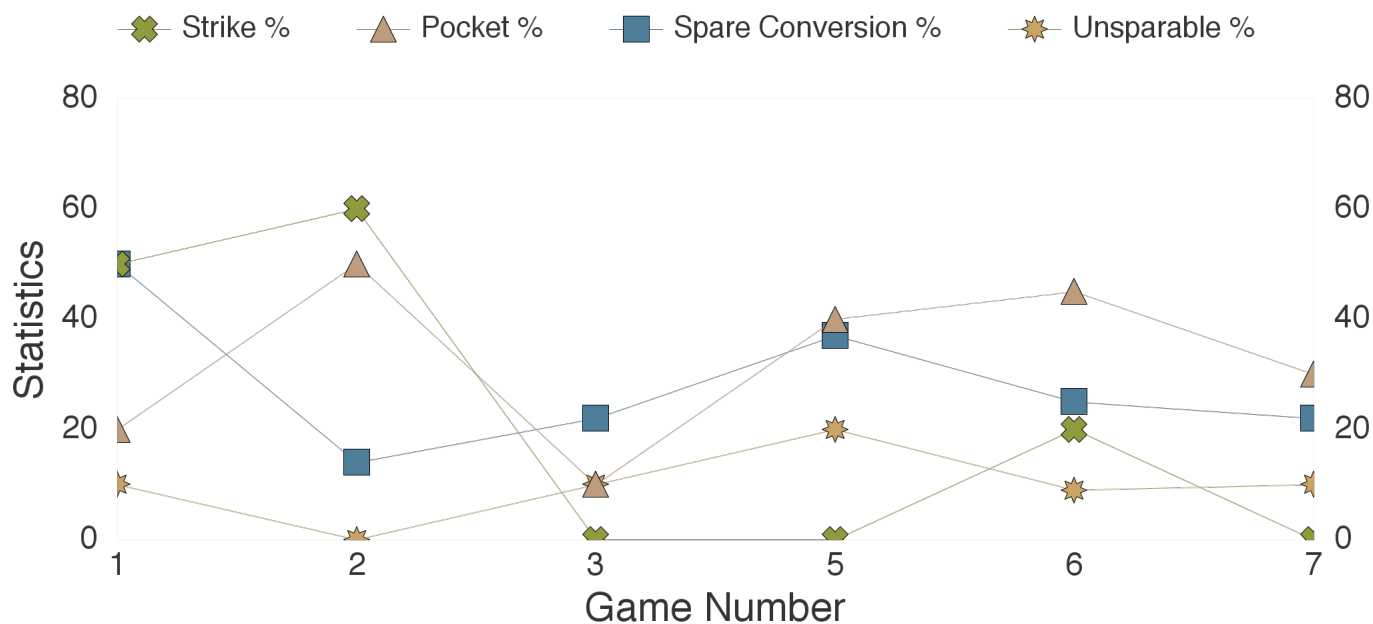 Strike % Pocket % Spare Conversion % Unsparable %
80 80
60 60
Statistics
40 40
20 20
0 0
1 2 3 5 6 7
Game Number